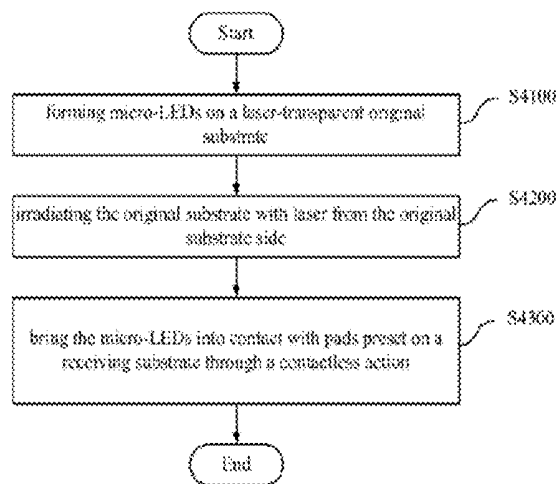 Start
S4100
forming micro-LEDs on a laser-transparent original
substrate
S4200
irradiating the original substrate with laser from the original
substrate side
S4300
bring the micro-LEDs into contact with pads preset on a
receiving substrate through a contactless action
End